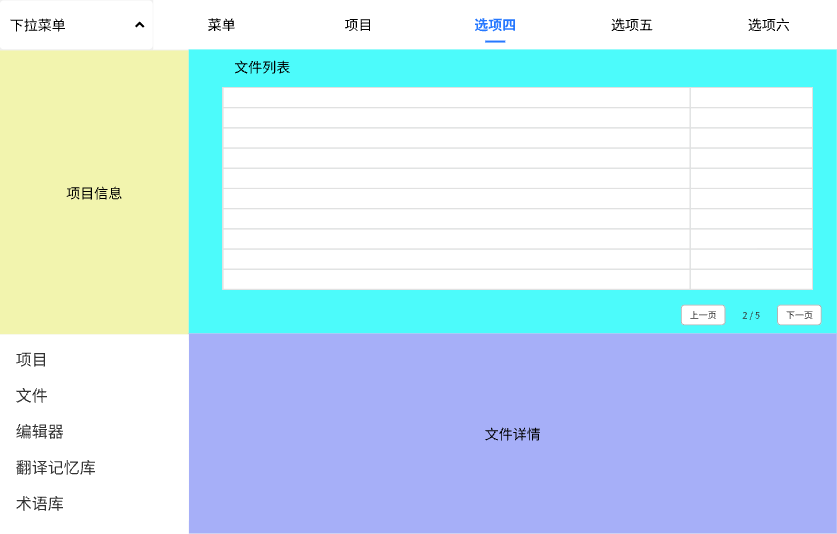 下拉菜单
菜单
项目
选项四
选项五
选项六
项目信息
文件列表
上一页
2 / 5
下一页
项目
文件
编辑器
翻译记忆库
术语库
文件详情